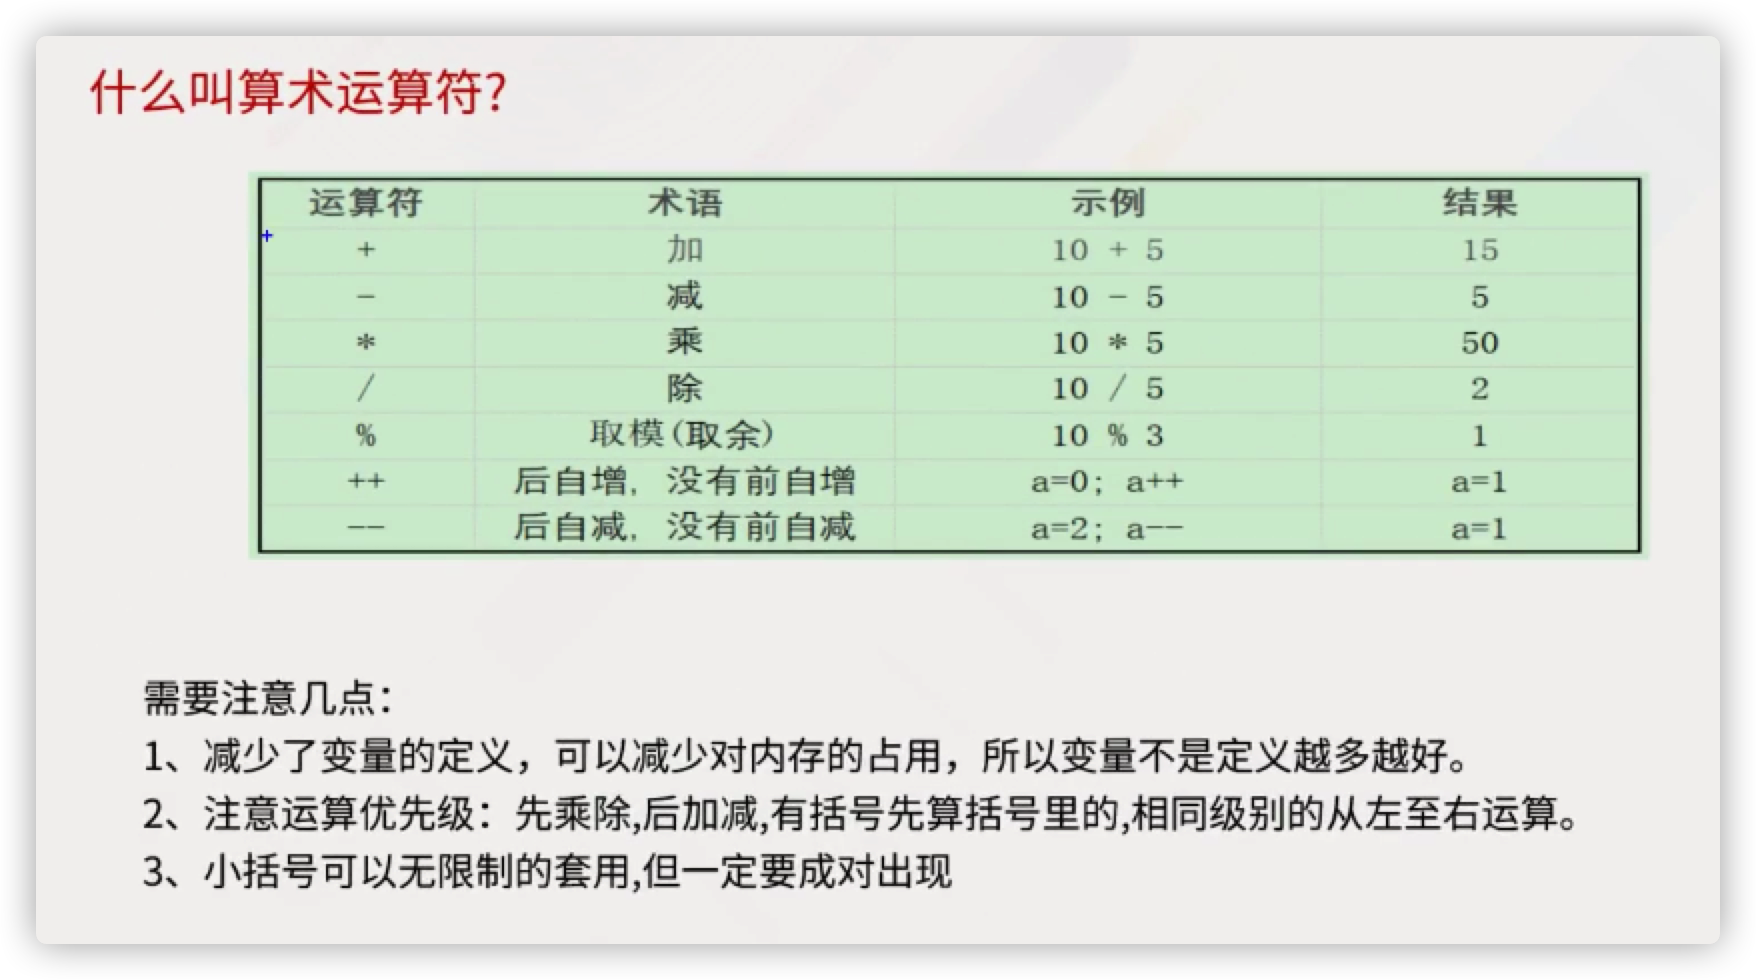 什么叫算术运算符?
运算符 术语 示例 结果
+ 加 10 + 5 15
- 减 10 - 5 5
* 乘 10 * 5 50
/ 除 10 / 5 2
% 取模(取余) 10 % 3 1
++ 后自增, 没有前自增 a=0; a++ a=1
-- 后自减, 没有前自减 a=2; a-- a=1
需要注意几点：
1、减少了变量的定义，可以减少对内存的占用，所以变量不是定义越多越好。
2、注意运算优先级：先乘除,后加减,有括号先算括号里的,相同级别的从左至右运算。
3、小括号可以无限制的套用,但一定要成对出现